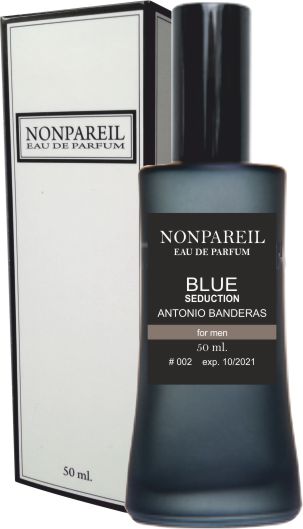 NONPAREIL
EAU DE PARFUM
50 ml.
NONPAREIL
EAU DE PARFUM
BLUE
SEDUCTION
ANTONIO BANDERAS
for men
50 ml.
# 002 exp. 10/2021